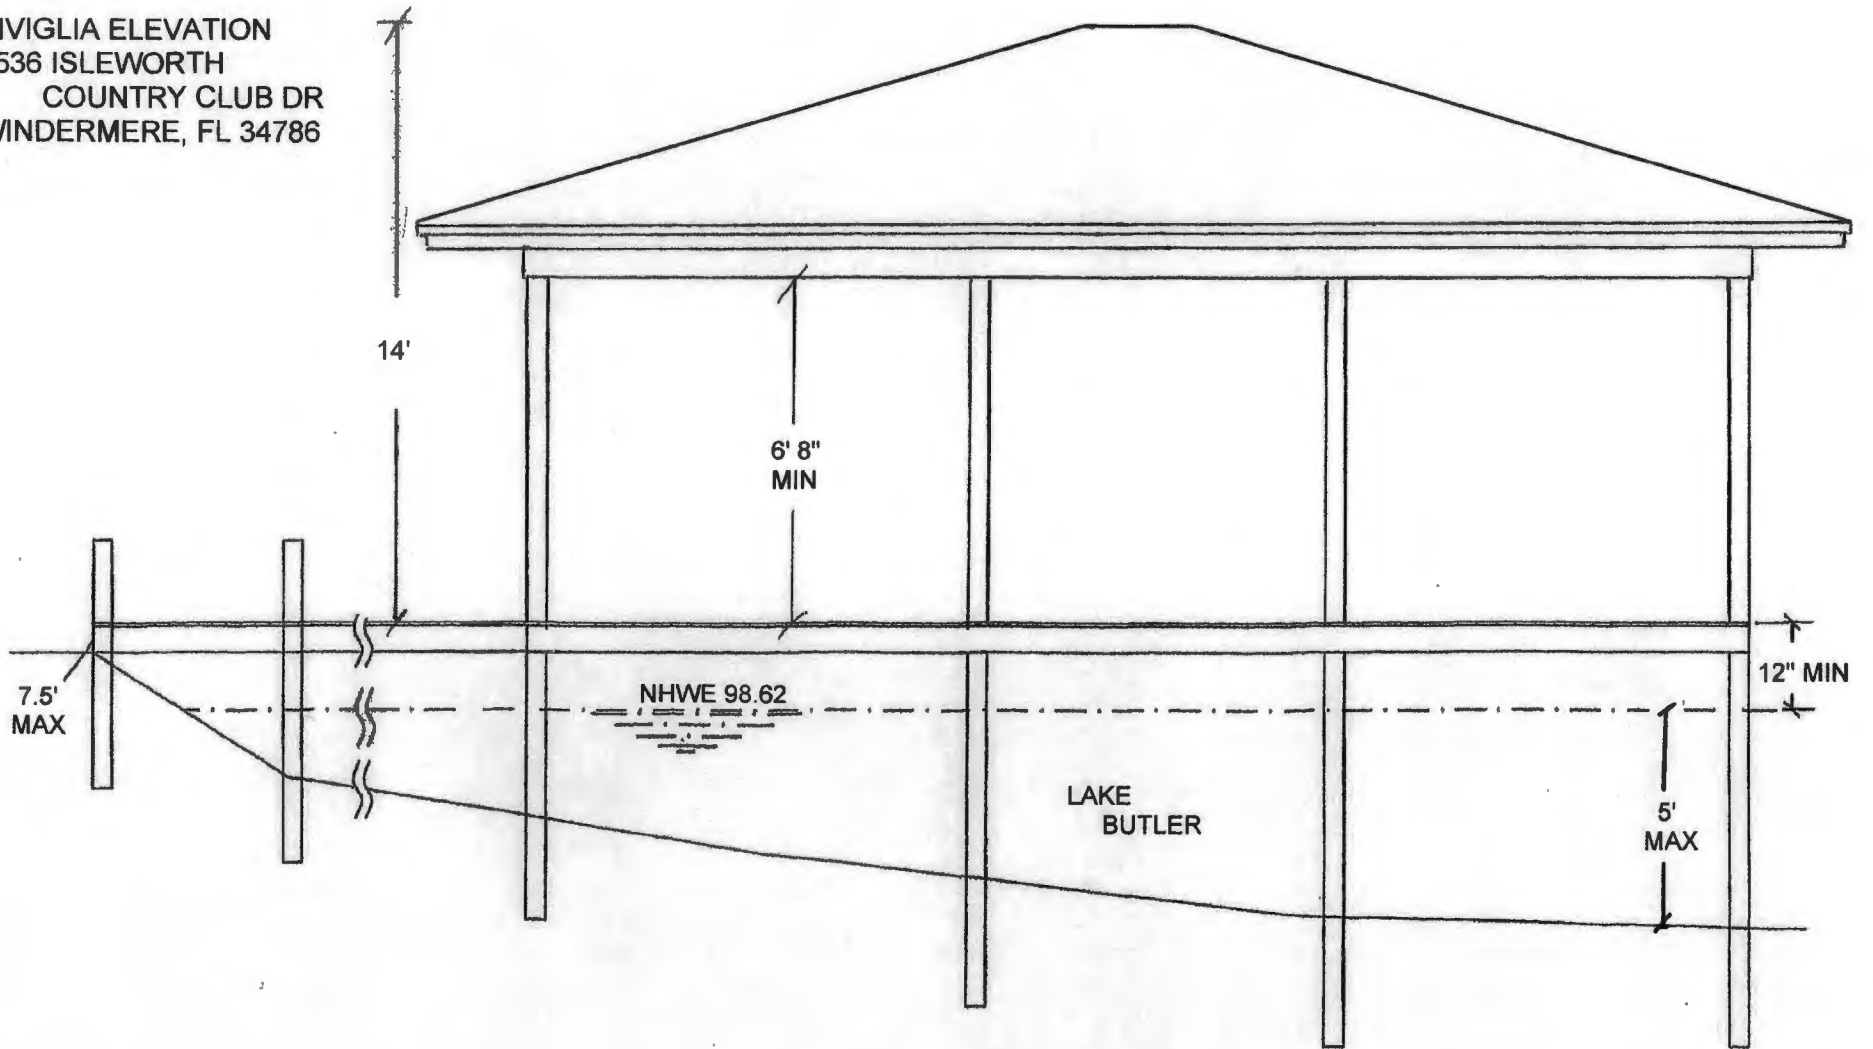 IVIGLIA ELEVATION
536 ISLEWORTH
COUNTRY CLUB DR
WINDERMERE, FL 34786
14'
6' 8"
MIN
7.5'
MAX
NHWE 98.62
12" MIN
LAKE
BUTLER
5'
MAX